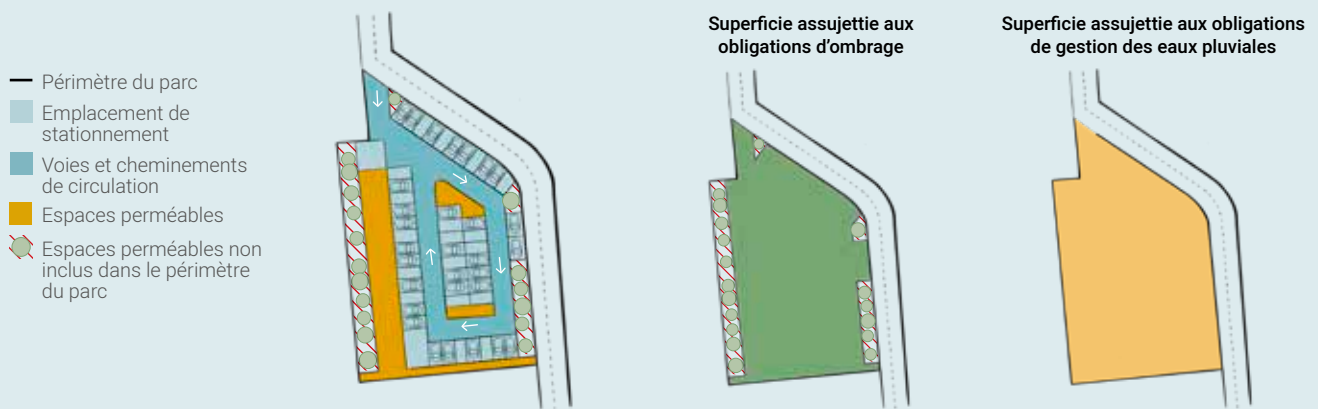 Périmètre du parc
Emplacement de
stationnement
Voies et cheminements
de circulation
Espaces perméables
Espaces perméables non
inclus dans le périmètre
du parc
Superficie assujettie aux
obligations d’ombrage
Superficie assujettie aux obligations
de gestion des eaux pluviales